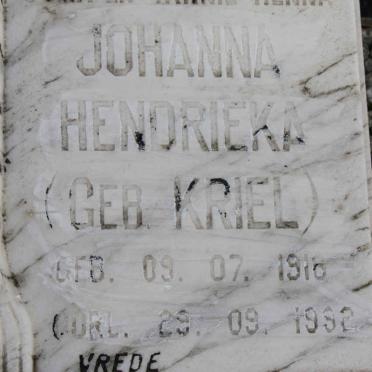 JOHANNA
HENDRIEKA
(GEB. KRIEL)
GEB. 09. 07. 1916
OORL. 29. 09. 1992
VREDE